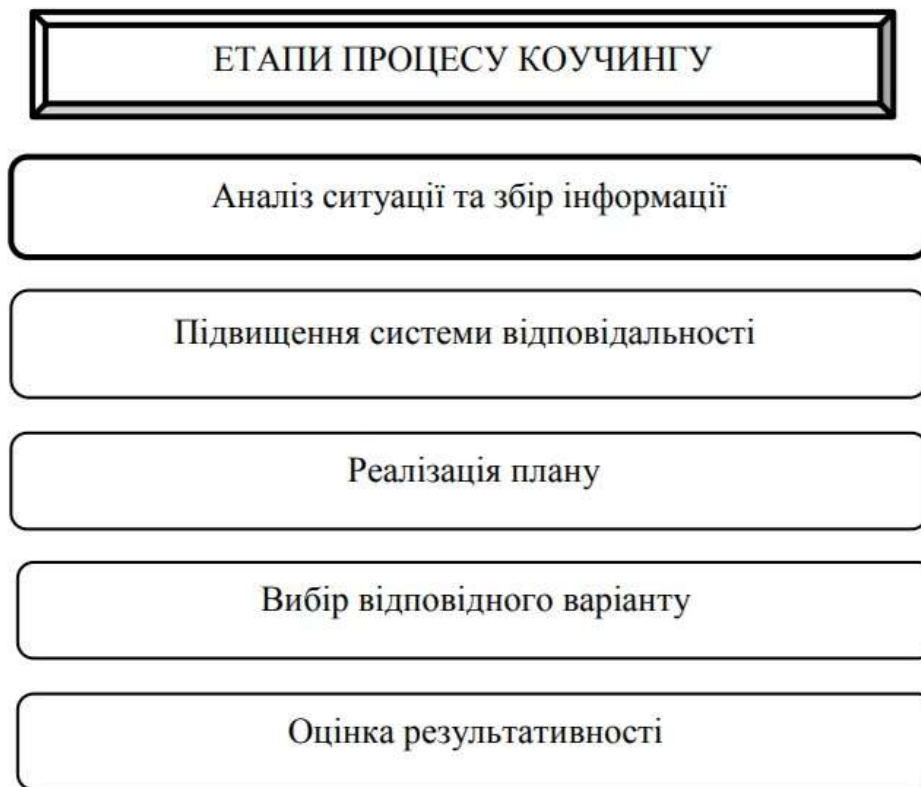 ЕТАПИ ПРОЦЕСУ КОУЧИНГУ
Аналіз ситуації та збір інформації
Підвищення системи відповідальності
Реалізація плану
Вибір відповідного варіанту
Оцінка результативності